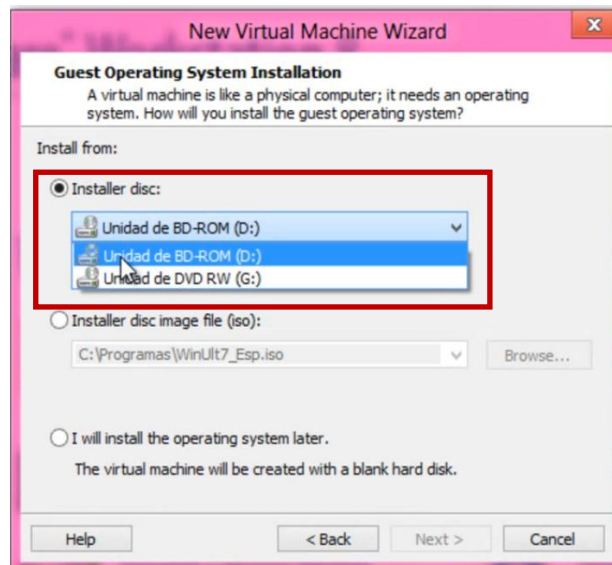 New Virtual Machine Wizard
Guest Operating System Installation
A virtual machine is like a physical computer; it needs an operating
system. How will you install the guest operating system?
Install from:
Installer disc:
Unidad de BD-ROM (D:)
Unidad de BD-ROM (D:)
Unidad de DVD RW (G:)
Installer disc image file (iso):
C:\Programas\WinUlt7_Esp.iso
Browse...
I will install the operating system later.
The virtual machine will be created with a blank hard disk.
Help
< Back
Next >
Cancel